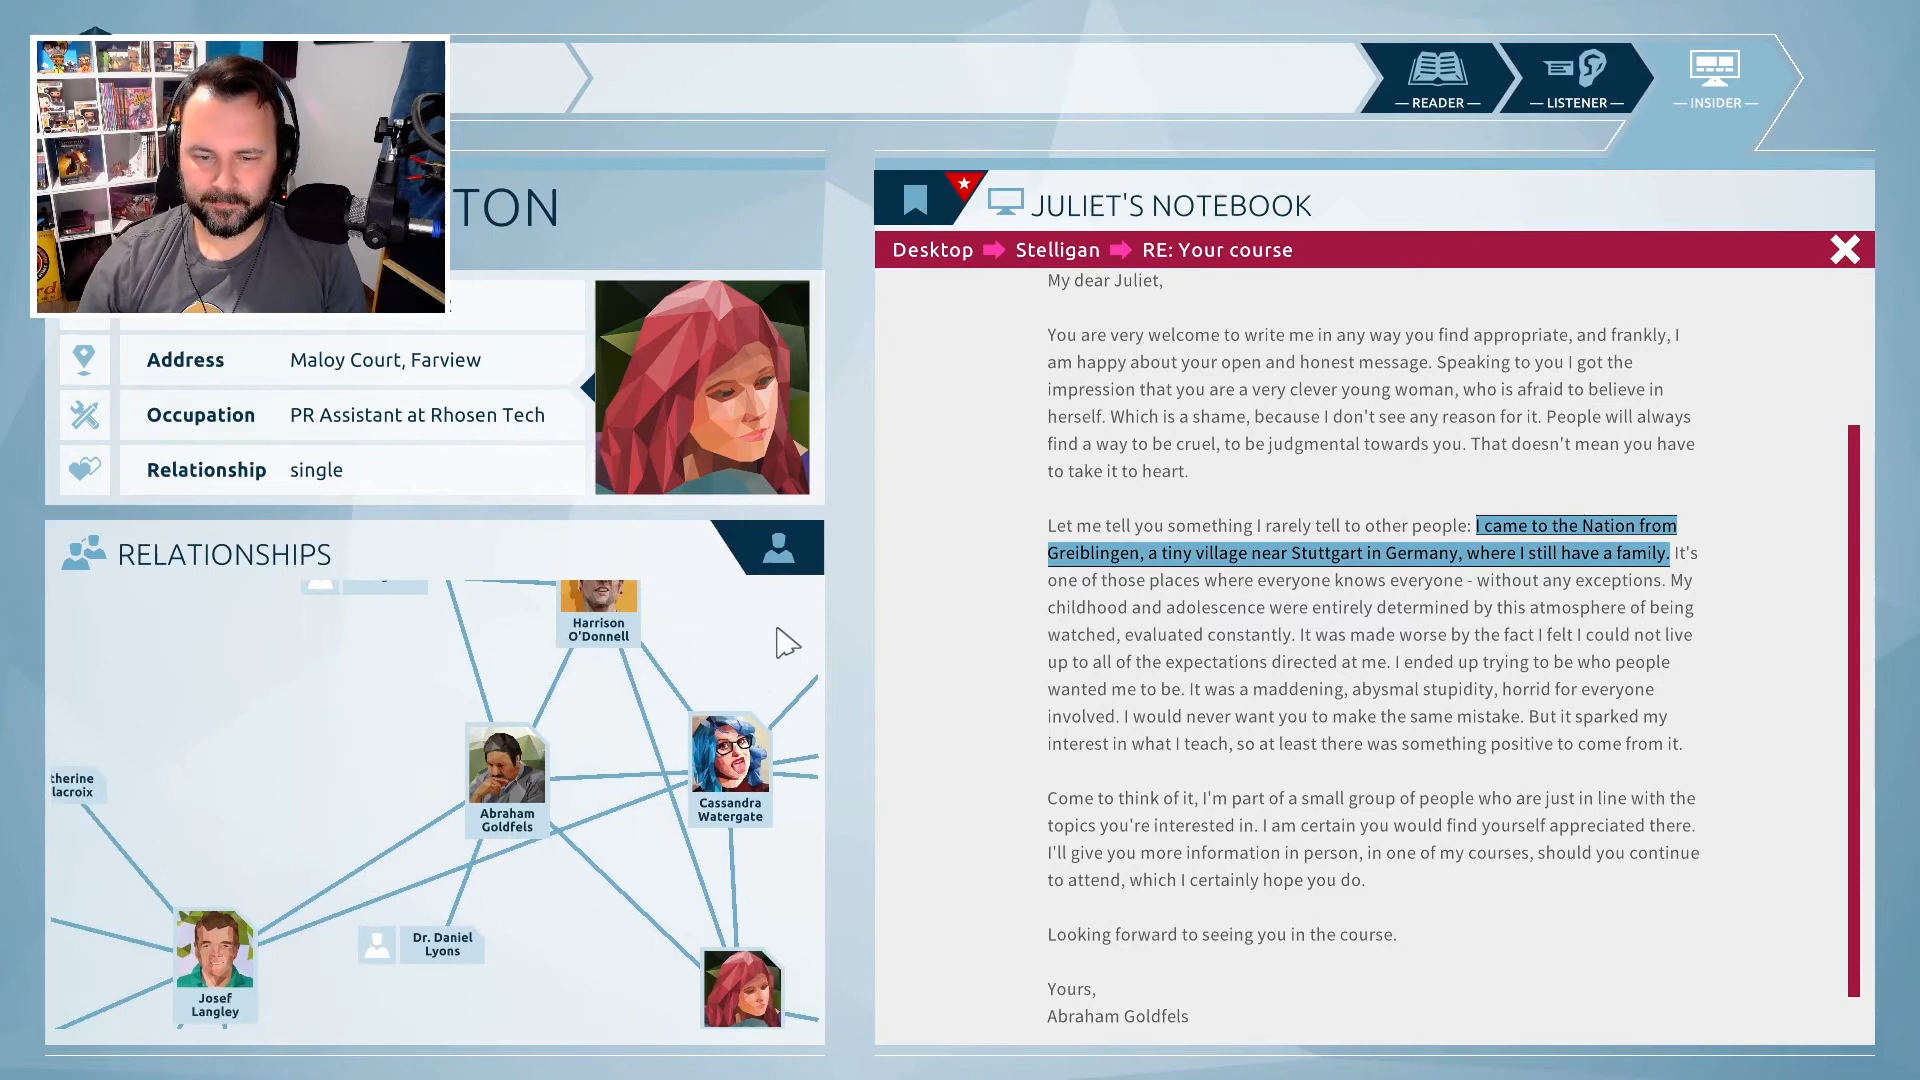 READER
LISTENER
INSIDER
TON
JULIET'S NOTEBOOK
Desktop
Stelligan
RE: Your course
Address
Maloy Court, Farview
Occupation
PR Assistant at Rhosen Tech
Relationship
single
RELATIONSHIPS
Harrison
O'Donnell
Abraham
Goldfels
Cassandra
Watergate
therine
lacroix
Dr. Daniel
Lyons
Josef
Langley
My dear Juliet,
You are very welcome to write me in any way you find appropriate, and frankly, I
am happy about your open and honest message. Speaking to you I got the
impression that you are a very clever young woman, who is afraid to believe in
herself. Which is a shame, because I don't see any reason for it. People will always
find a way to be cruel, to be judgmental towards you. That doesn't mean you have
to take it to heart.
Let me tell you something I rarely tell to other people: I came to the Nation from
Greiblingen, a tiny village near Stuttgart in Germany, where I still have a family. It's
one of those places where everyone knows everyone - without any exceptions. My
childhood and adolescence were entirely determined by this atmosphere of being
watched, evaluated constantly. It was made worse by the fact I felt I could not live
up to all of the expectations directed at me. I ended up trying to be who people
wanted me to be. It was a maddening, abysmal stupidity, horrid for everyone
involved. I would never want you to make the same mistake. But it sparked my
interest in what I teach, so at least there was something positive to come from it.
Come to think of it, I'm part of a small group of people who are just in line with the
topics you're interested in. I am certain you would find yourself appreciated there.
I'll give you more information in person, in one of my courses, should you continue
to attend, which I certainly hope you do.
Looking forward to seeing you in the course.
Yours,
Abraham Goldfels